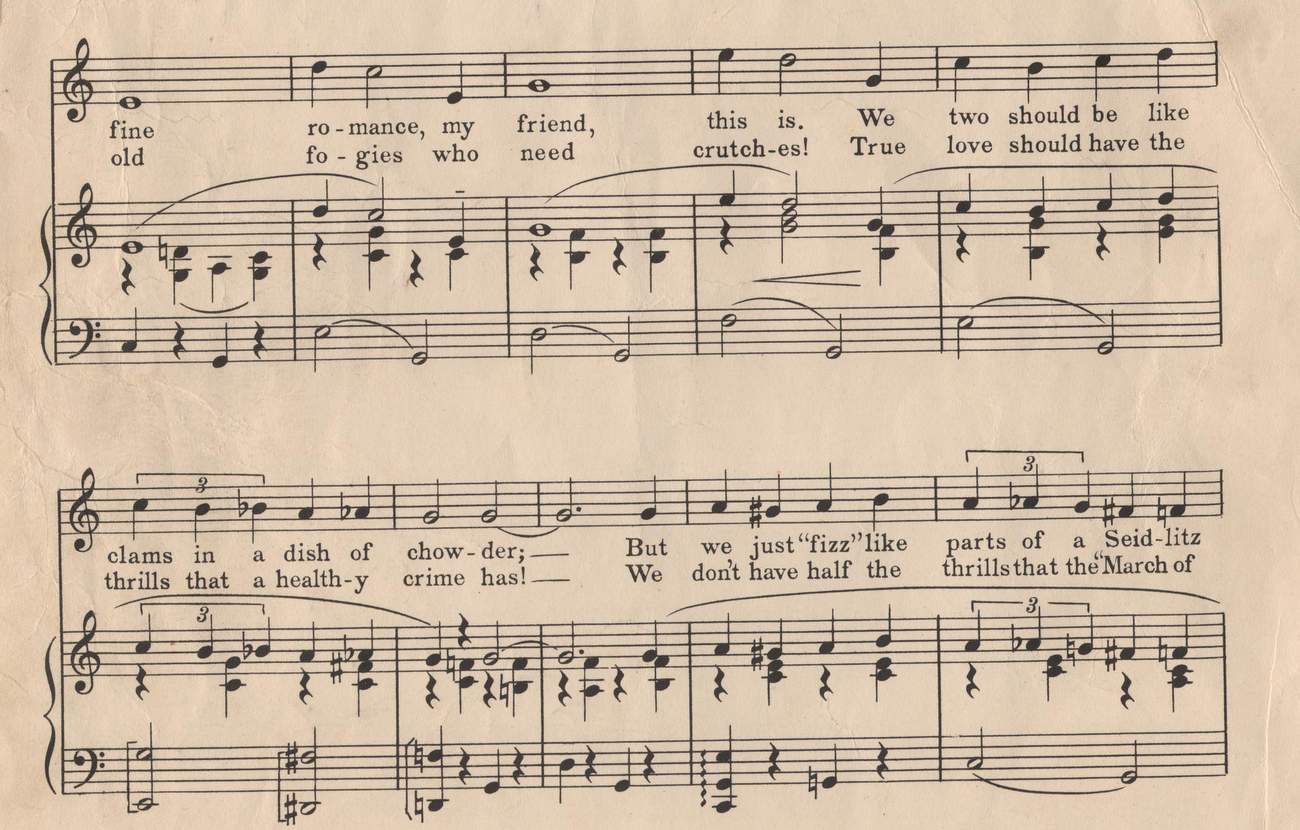 fine ro-mance, my friend, this is. We two should be like
old fo-gies who need crutch-es! True love should have the
3 3
clams in a dish of chow-der; But we just “fizz” like parts of a Seid-litz
thrills that a health-y crime has! We don't have half the thrills that the “March of
3 3